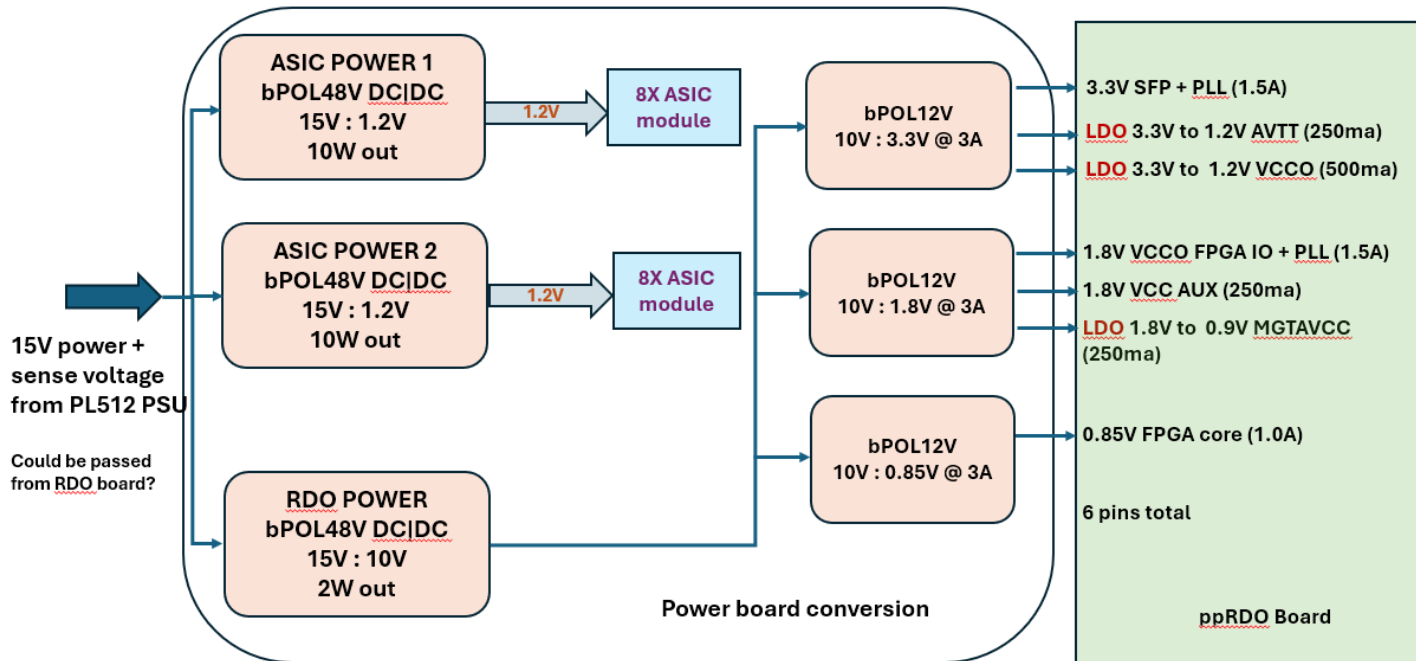 ASIC POWER 1
bPOL48V DC|DC
15V : 1.2V
10W out
1.2V
8X ASIC
module
ASIC POWER 2
bPOL48V DC|DC
15V : 1.2V
10W out
1.2V
8X ASIC
module
15V power +
sense voltage
from PL512 PSU
Could be passed
from RDO board?
RDO POWER
bPOL48V DC|DC
15V : 10V
2W out
bPOL12V
10V : 3.3V @ 3A
bPOL12V
10V : 1.8V @ 3A
bPOL12V
10V : 0.85V @ 3A
Power board conversion
3.3V SFP + PLL (1.5A)
LDO 3.3V to 1.2V AVTT (250ma)
LDO 3.3V to 1.2V VCCO (500ma)
1.8V VCCO FPGA IO + PLL (1.5A)
1.8V VCC AUX (250ma)
LDO 1.8V to 0.9V MGTAVCC
(250ma)
0.85V FPGA core (1.0A)
6 pins total
ppRDO Board